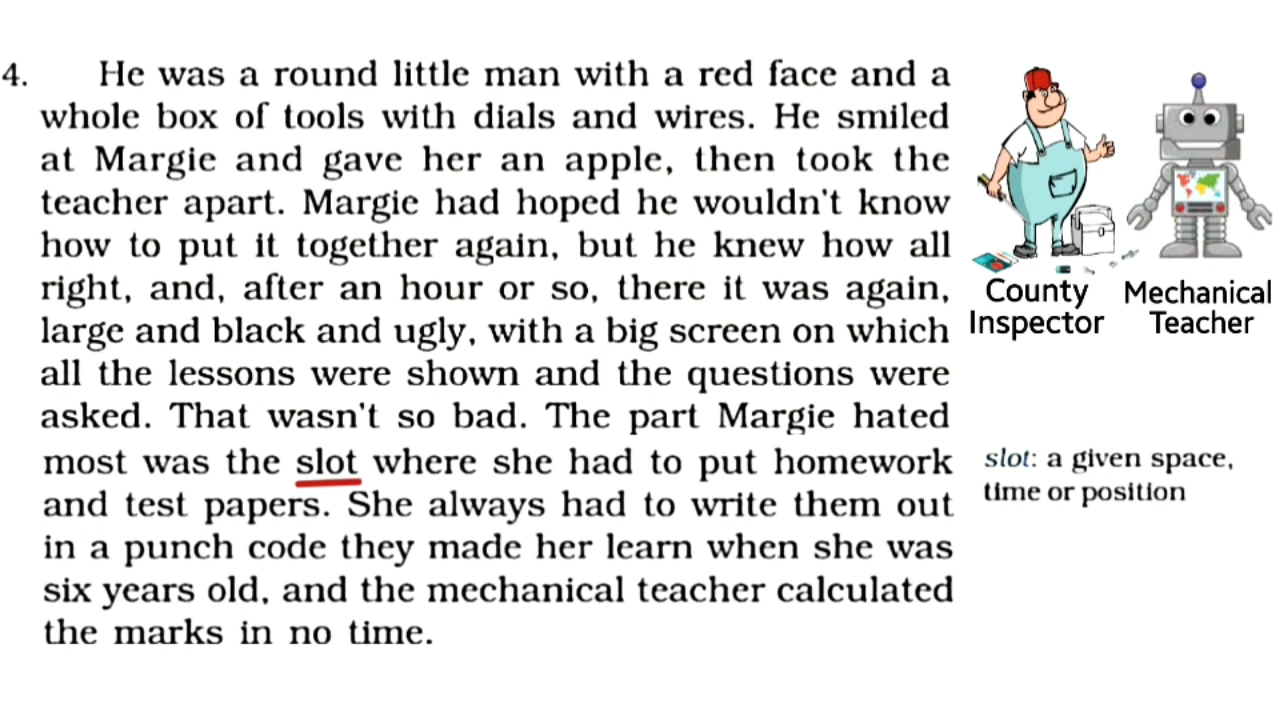 4. He was a round little man with a red face and a
whole box of tools with dials and wires. He smiled
at Margie and gave her an apple, then took the
teacher apart. Margie had hoped he wouldn't know
how to put it together again, but he knew how all
right, and, after an hour or so, there it was again,
large and black and ugly, with a big screen on which
all the lessons were shown and the questions were
asked. That wasn't so bad. The part Margie hated
most was the slot where she had to put homework
and test papers. She always had to write them out
in a punch code they made her learn when she was
six years old, and the mechanical teacher calculated
the marks in no time.
County
Inspector
Mechanical
Teacher
slot: a given space,
time or position